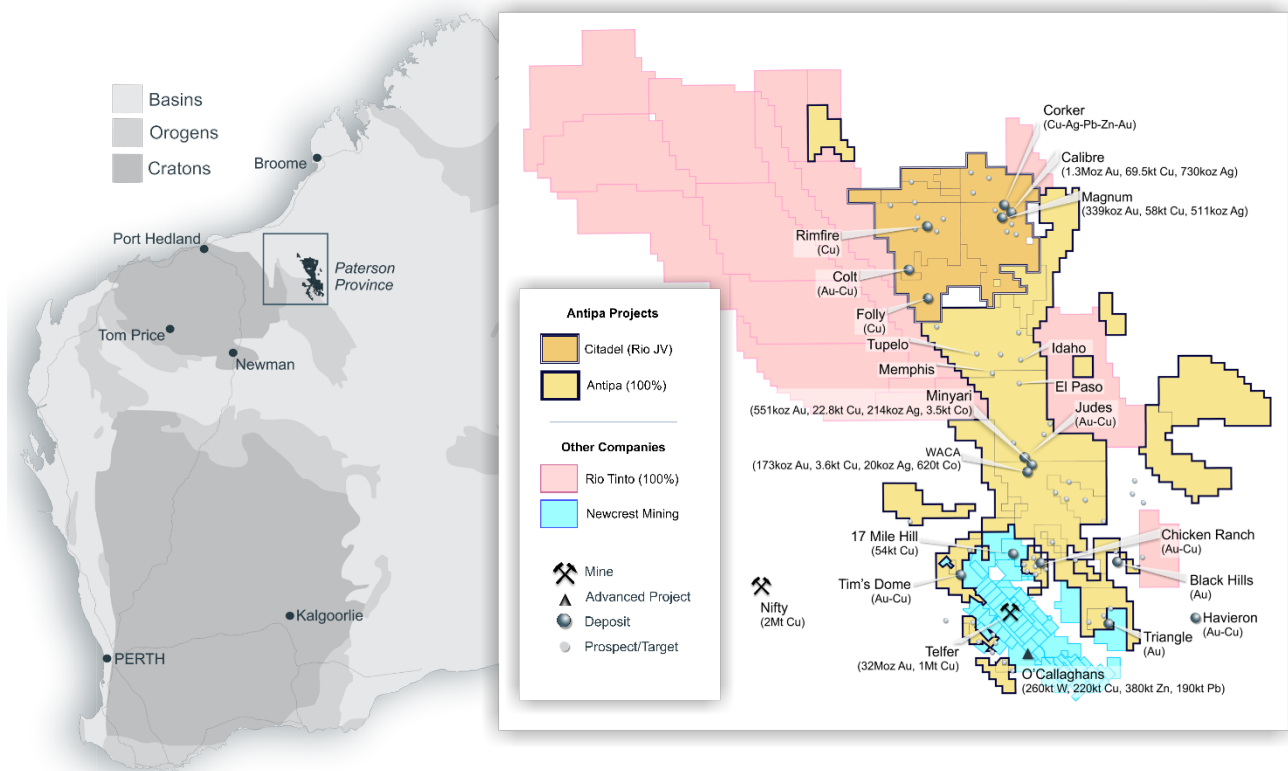 Basins
Orogens
Cratons
Broome
Port Hedland
Paterson
Province
Tom Price
Newman
Kalgoorlie
PERTH
Antipa Projects
Citadel (Rio JV)
Antipa (100%)
Other Companies
Rio Tinto (100%)
Newcrest Mining
Mine
Advanced Project
Deposit
Prospect/Target
Corker
(Cu-Ag-Pb-Zn-Au)
Calibre
(1.3Moz Au, 69.5kt Cu, 730koz Ag)
Magnum
(339koz Au, 58kt Cu, 511koz Ag)
Rimfire
(Cu)
Colt
(Au-Cu)
Folly
(Cu)
Tupelo
Idaho
Memphis
El Paso
Minyari
(551koz Au, 22.8kt Cu, 214koz Ag, 3.5kt Co)
Judes
(Au-Cu)
WACA
(173koz Au, 3.6kt Cu, 20koz Ag, 620t Co)
17 Mile Hill
(54kt Cu)
Chicken Ranch
(Au-Cu)
Tim's Dome
(Au-Cu)
Black Hills
(Au)
Nifty
(2Mt Cu)
Havieron
(Au-Cu)
Triangle
(Au)
Telfer
(32Moz Au, 1Mt Cu)
O'Callaghans
(260kt W, 220kt Cu, 380kt Zn, 190kt Pb)